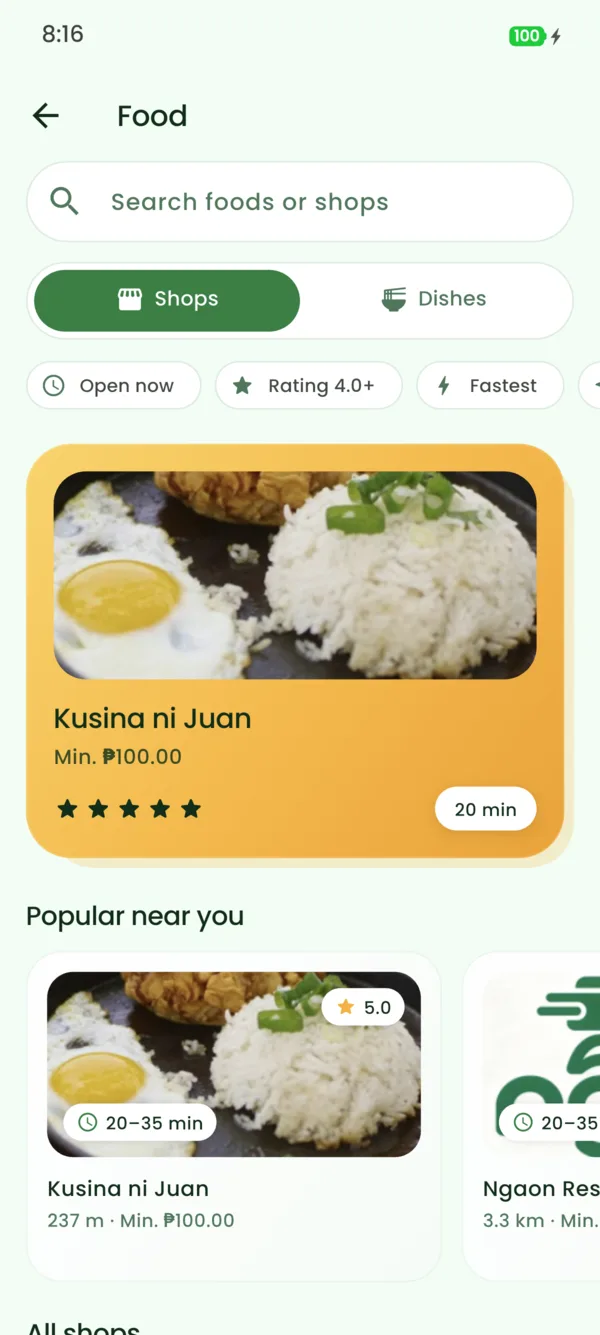 8:16
100
Food
Search foods or shops
Shops
Dishes
Open now
Rating 4.0+
Fastest
Kusina ni Juan
Min. ₱100.00
20 min
Popular near you
5.0
20–35 min
20–35
Kusina ni Juan
237 m · Min. ₱100.00
Ngaon Res
3.3 km · Min.
All shops